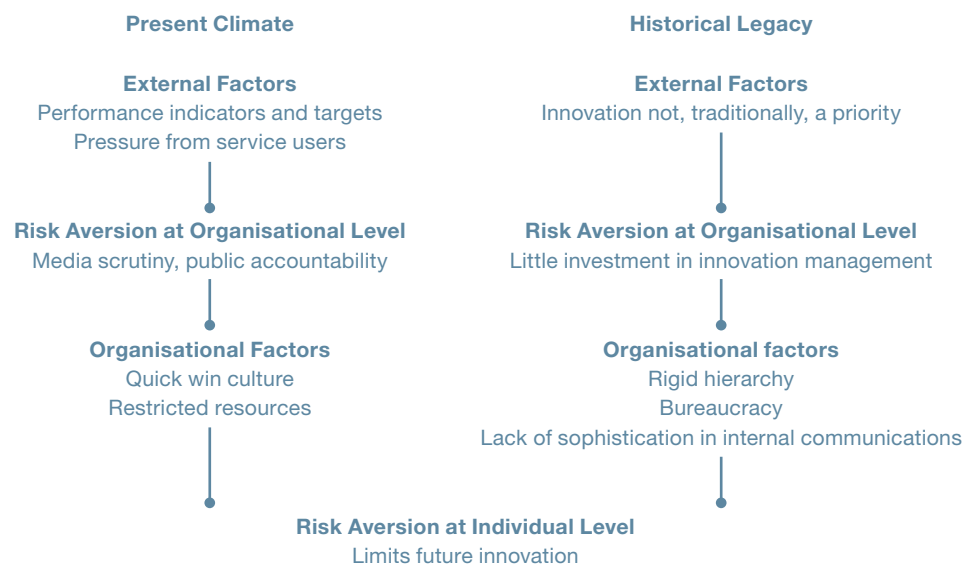 Present Climate
External Factors
Performance indicators and targets
Pressure from service users
Risk Aversion at Organisational Level
Media scrutiny, public accountability
Organisational Factors
Quick win culture
Restricted resources
Historical Legacy
External Factors
Innovation not, traditionally, a priority
Risk Aversion at Organisational Level
Little investment in innovation management
Organisational factors
Rigid hierarchy
Bureaucracy
Lack of sophistication in internal communications
Risk Aversion at Individual Level
Limits future innovation